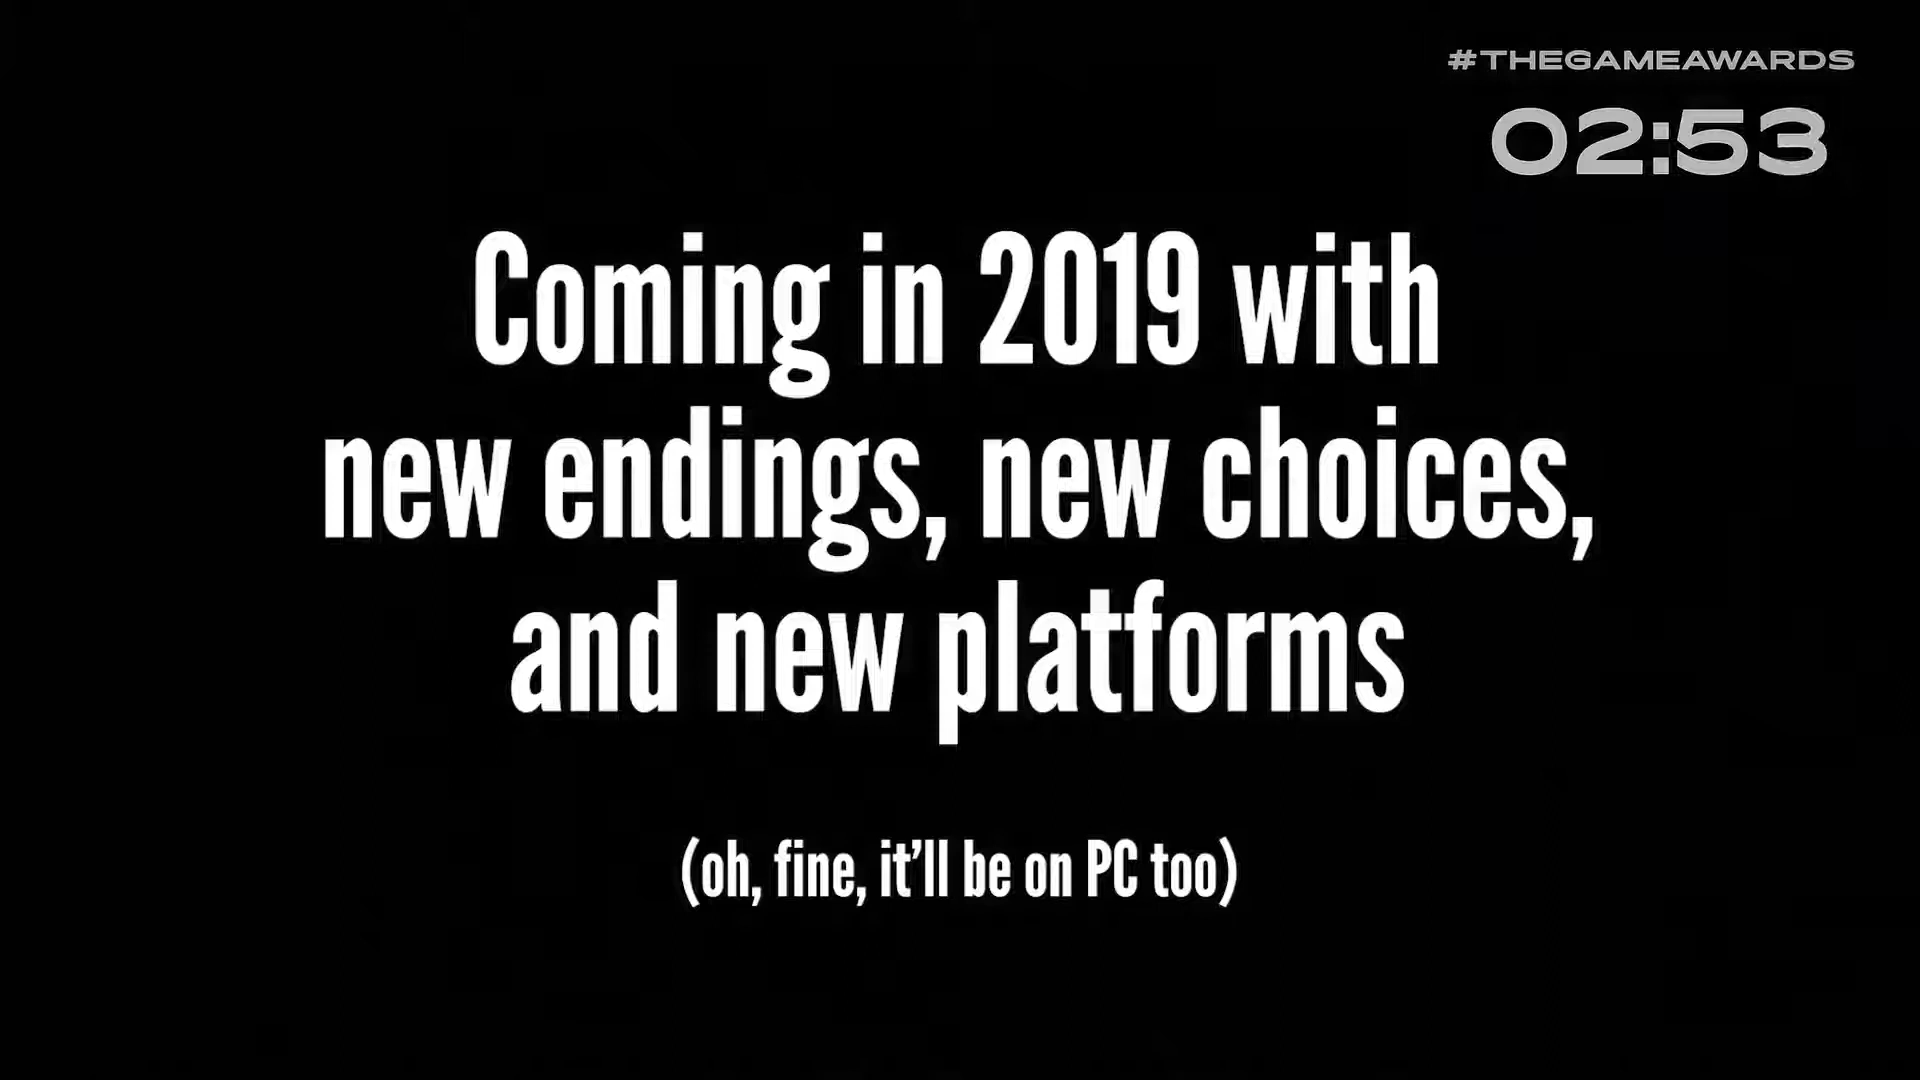 #THEGAMEAWARDS
02:53
Coming in 2019 with
new endings, new choices,
and new platforms
(oh, fine, it’ll be on PC too)